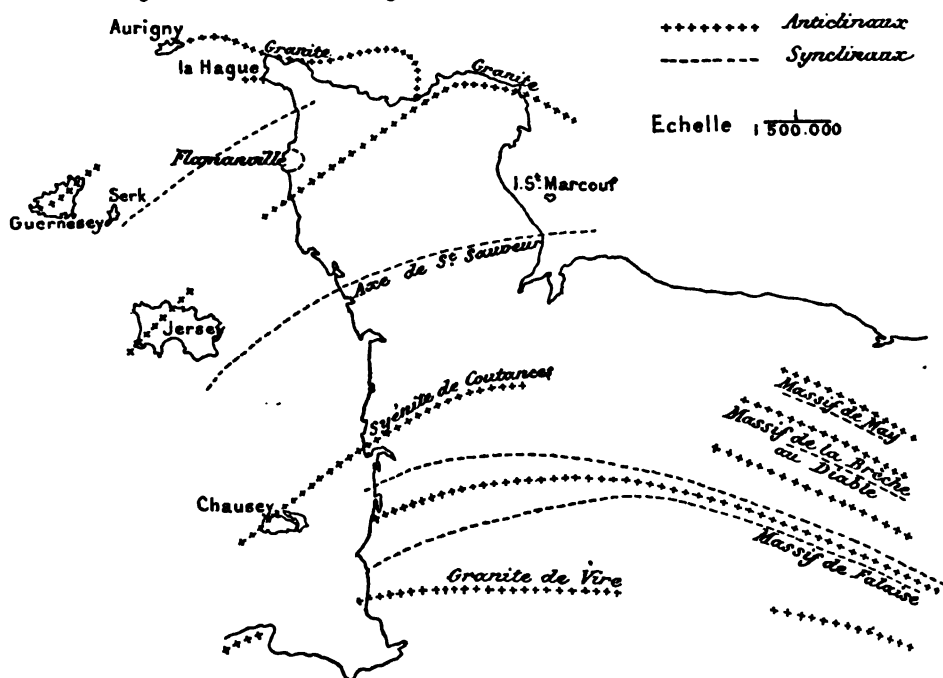 Anticlinaux
Synclinaux
Echelle 1/1 500.000
Aurigny
la Hague
Granite
Granite
Flamanville
I. St. Marcouf
Serk
Guernesey
Axe de St. Sauveur
Jersey
Syénite de Coutances
Massif de May
Massif de la Brèche
au Diable
Chausey
Massif de Falaise
Granite de Vire